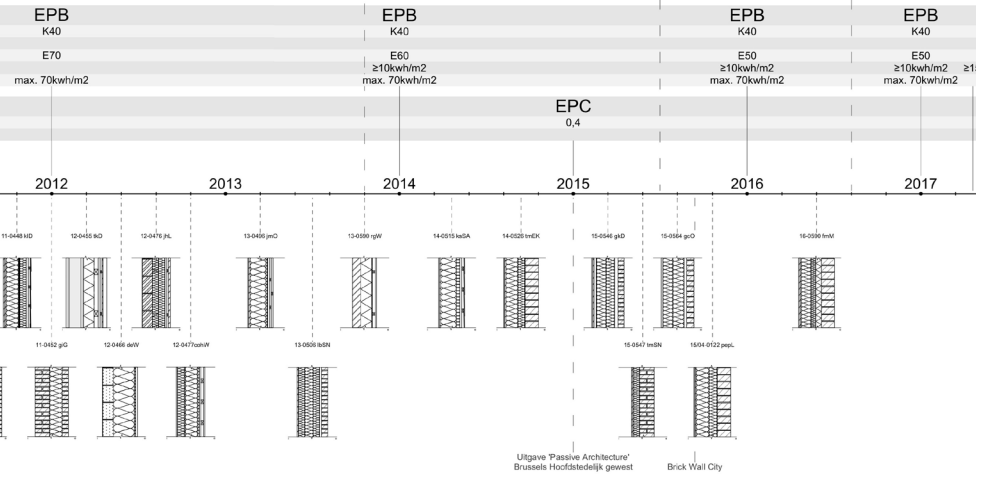 EPB EPB EPB EPB
K40 K40 K40 K40
E70 E60 E50 E50
≥10kwh/m2 ≥10kwh/m2 ≥10kwh/m2
max. 70kwh/m2 max. 70kwh/m2 max. 70kwh/m2 max. 70kwh/m2
EPC
0,4
2012 2013 2014 2015 2016 2017
11-0448 klD 12-0455 tkD 12-0476 jhL 13-0406 jmO 13-0590 rgW 14-0515 ksSA 14-0526 tmEK 15-0546 gkD 15-0564 gcO 16-0590 fmM
11-0452 giG 12-0466 deW 12-0477cohW 13-0506 lbSN 15-0547 tmSN 15/04-0122 pepL
Uitgave 'Passive Architecture'
Brussels Hoofdstedelijk gewest Brick Wall City